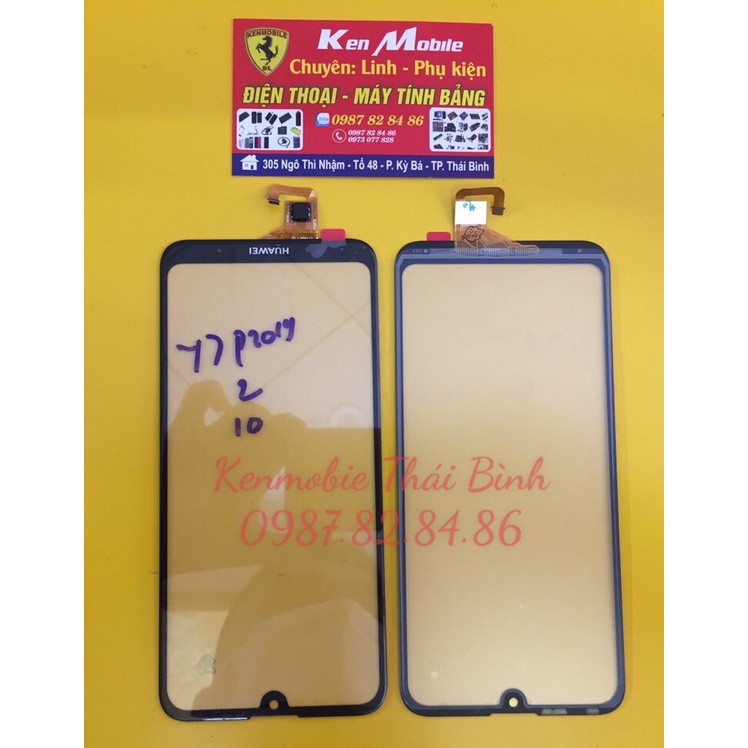 KENMOBILE
Ken Mobile
Chuyên: Linh - Phụ kiện
ĐIỆN THOẠI - MÁY TÍNH BẢNG
0987 82 84 86
0987 82 84 86
0973 077 828
305 Ngô Thì Nhậm - Tổ 48 - P. Kỳ Bá - TP. Thái Bình
HUAWEI
Y7 P2019
2
10
Kenmobie Thái Bình
0987.82.84.86